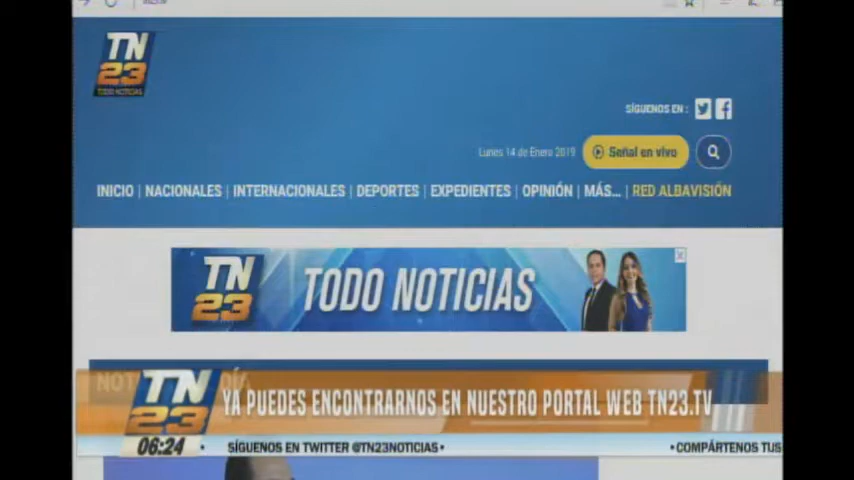 TN
23
TODO NOTICIAS
SÍGUENOS EN :
Lunes 14 de Enero 2019
Señal en vivo
INICIO | NACIONALES | INTERNACIONALES | DEPORTES | EXPEDIENTES | OPINIÓN | MÁS... | RED ALBAVISIÓN
TN
23
TODO NOTICIAS
TN
23
YA PUEDES ENCONTRARNOS EN NUESTRO PORTAL WEB TN23.TV
06:24
SÍGUENOS EN TWITTER @TN23NOTICIAS•
•COMPÁRTENOS TUS